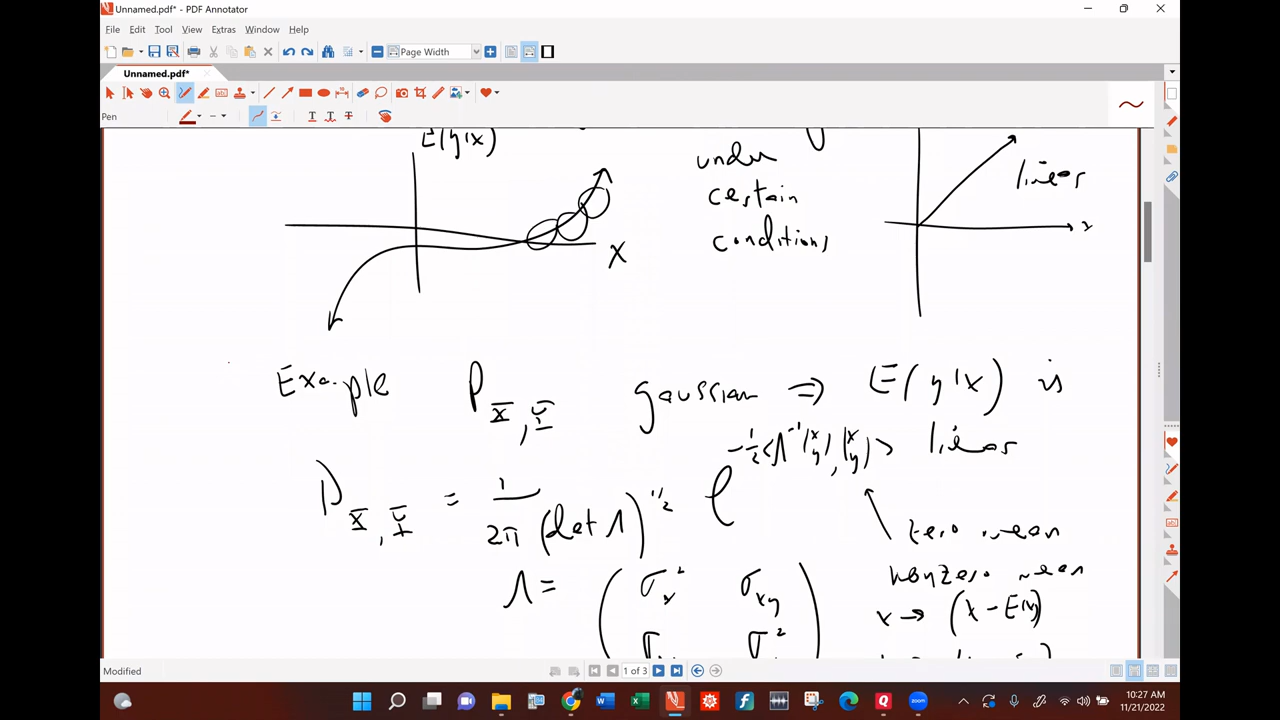 Unnamed.pdf* - PDF Annotator
File Edit Tool View Extras Window Help
Page Width
Unnamed.pdf*
Pen
E(y|x)
under
certain
conditions
linear
x
X
Example P_{X,Y} gaussian ⇒ E(y|x) is
linear
P_{X,Y} = 1/2π (det Λ)^{1/2} e^{-1/2<Λ^{-1}(x y),(x y)>}
zero mean
nonzero mean
x → (x - E(x))
Λ = ( σ_x^2 σ_xy
Modified
1 of 3
10:27 AM
11/21/2022